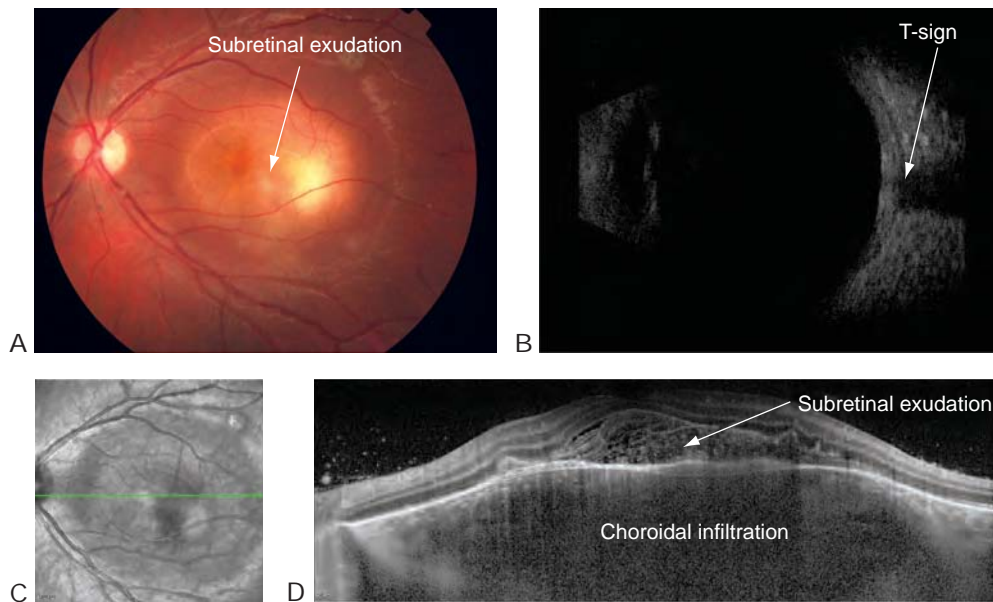 Subretinal exudation
T-sign
A
B
Subretinal exudation
Choroidal infiltration
C
D